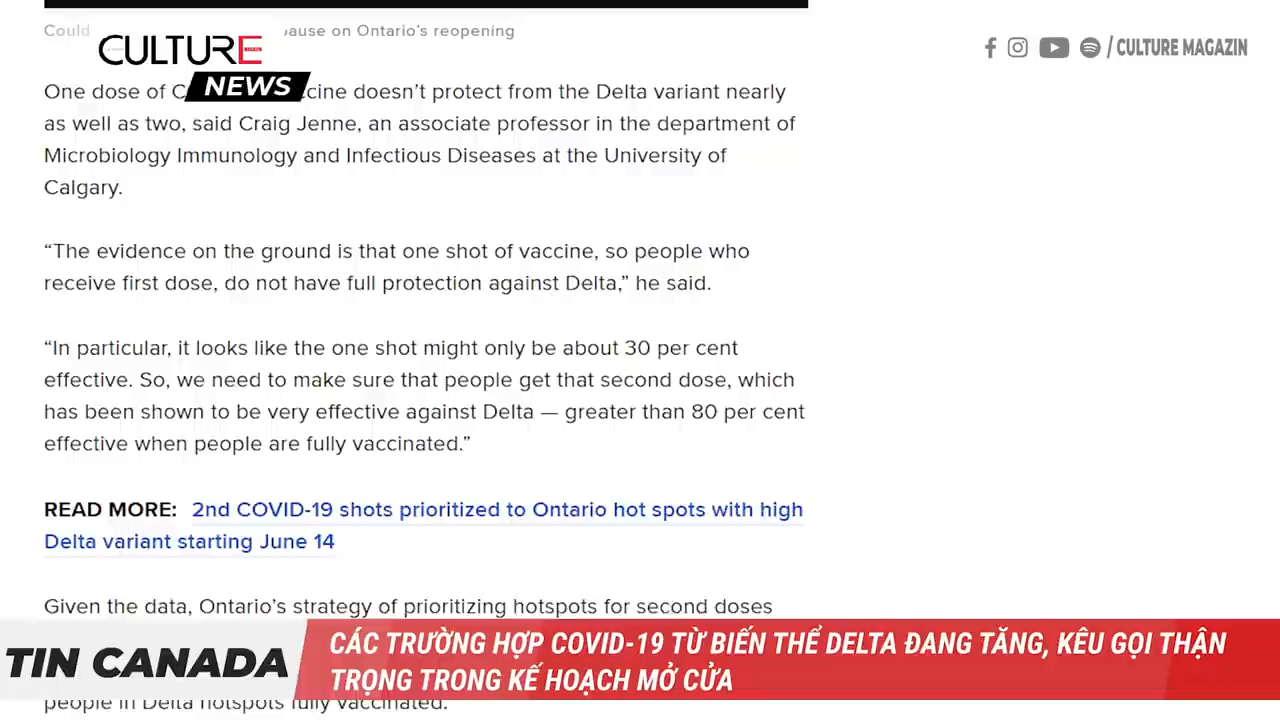 Could
ause on Ontario's reopening
CULTURE
NEWS
/ CULTURE MAGAZIN
One dose of C
cine doesn't protect from the Delta variant nearly
as well as two, said Craig Jenne, an associate professor in the department of
Microbiology Immunology and Infectious Diseases at the University of
Calgary.
“The evidence on the ground is that one shot of vaccine, so people who
receive first dose, do not have full protection against Delta,” he said.
“In particular, it looks like the one shot might only be about 30 per cent
effective. So, we need to make sure that people get that second dose, which
has been shown to be very effective against Delta — greater than 80 per cent
effective when people are fully vaccinated.”
READ MORE: 2nd COVID-19 shots prioritized to Ontario hot spots with high
Delta variant starting June 14
Given the data, Ontario's strategy of prioritizing hotspots for second doses
TIN CANADA
CÁC TRƯỜNG HỢP COVID-19 TỪ BIẾN THỂ DELTA ĐANG TĂNG, KÊU GỌI THẬN
TRỌNG TRONG KẾ HOẠCH MỞ CỬA
people in Delta hotspots fully vaccinated.